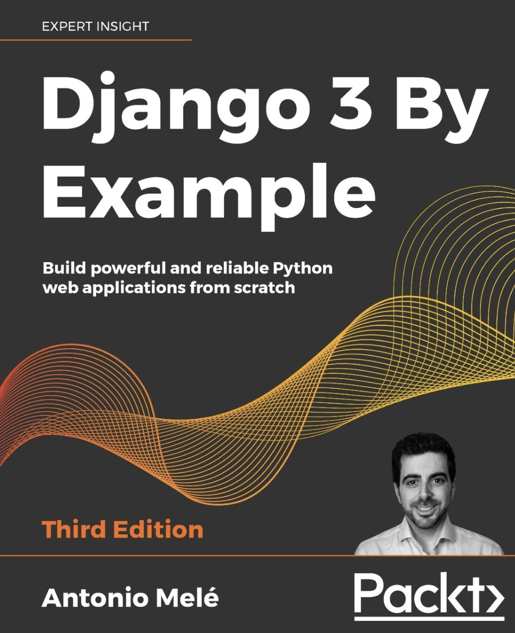 EXPERT INSIGHT
Django 3 By
Example
Build powerful and reliable Python
web applications from scratch
Third Edition
Antonio Melé
Packt>